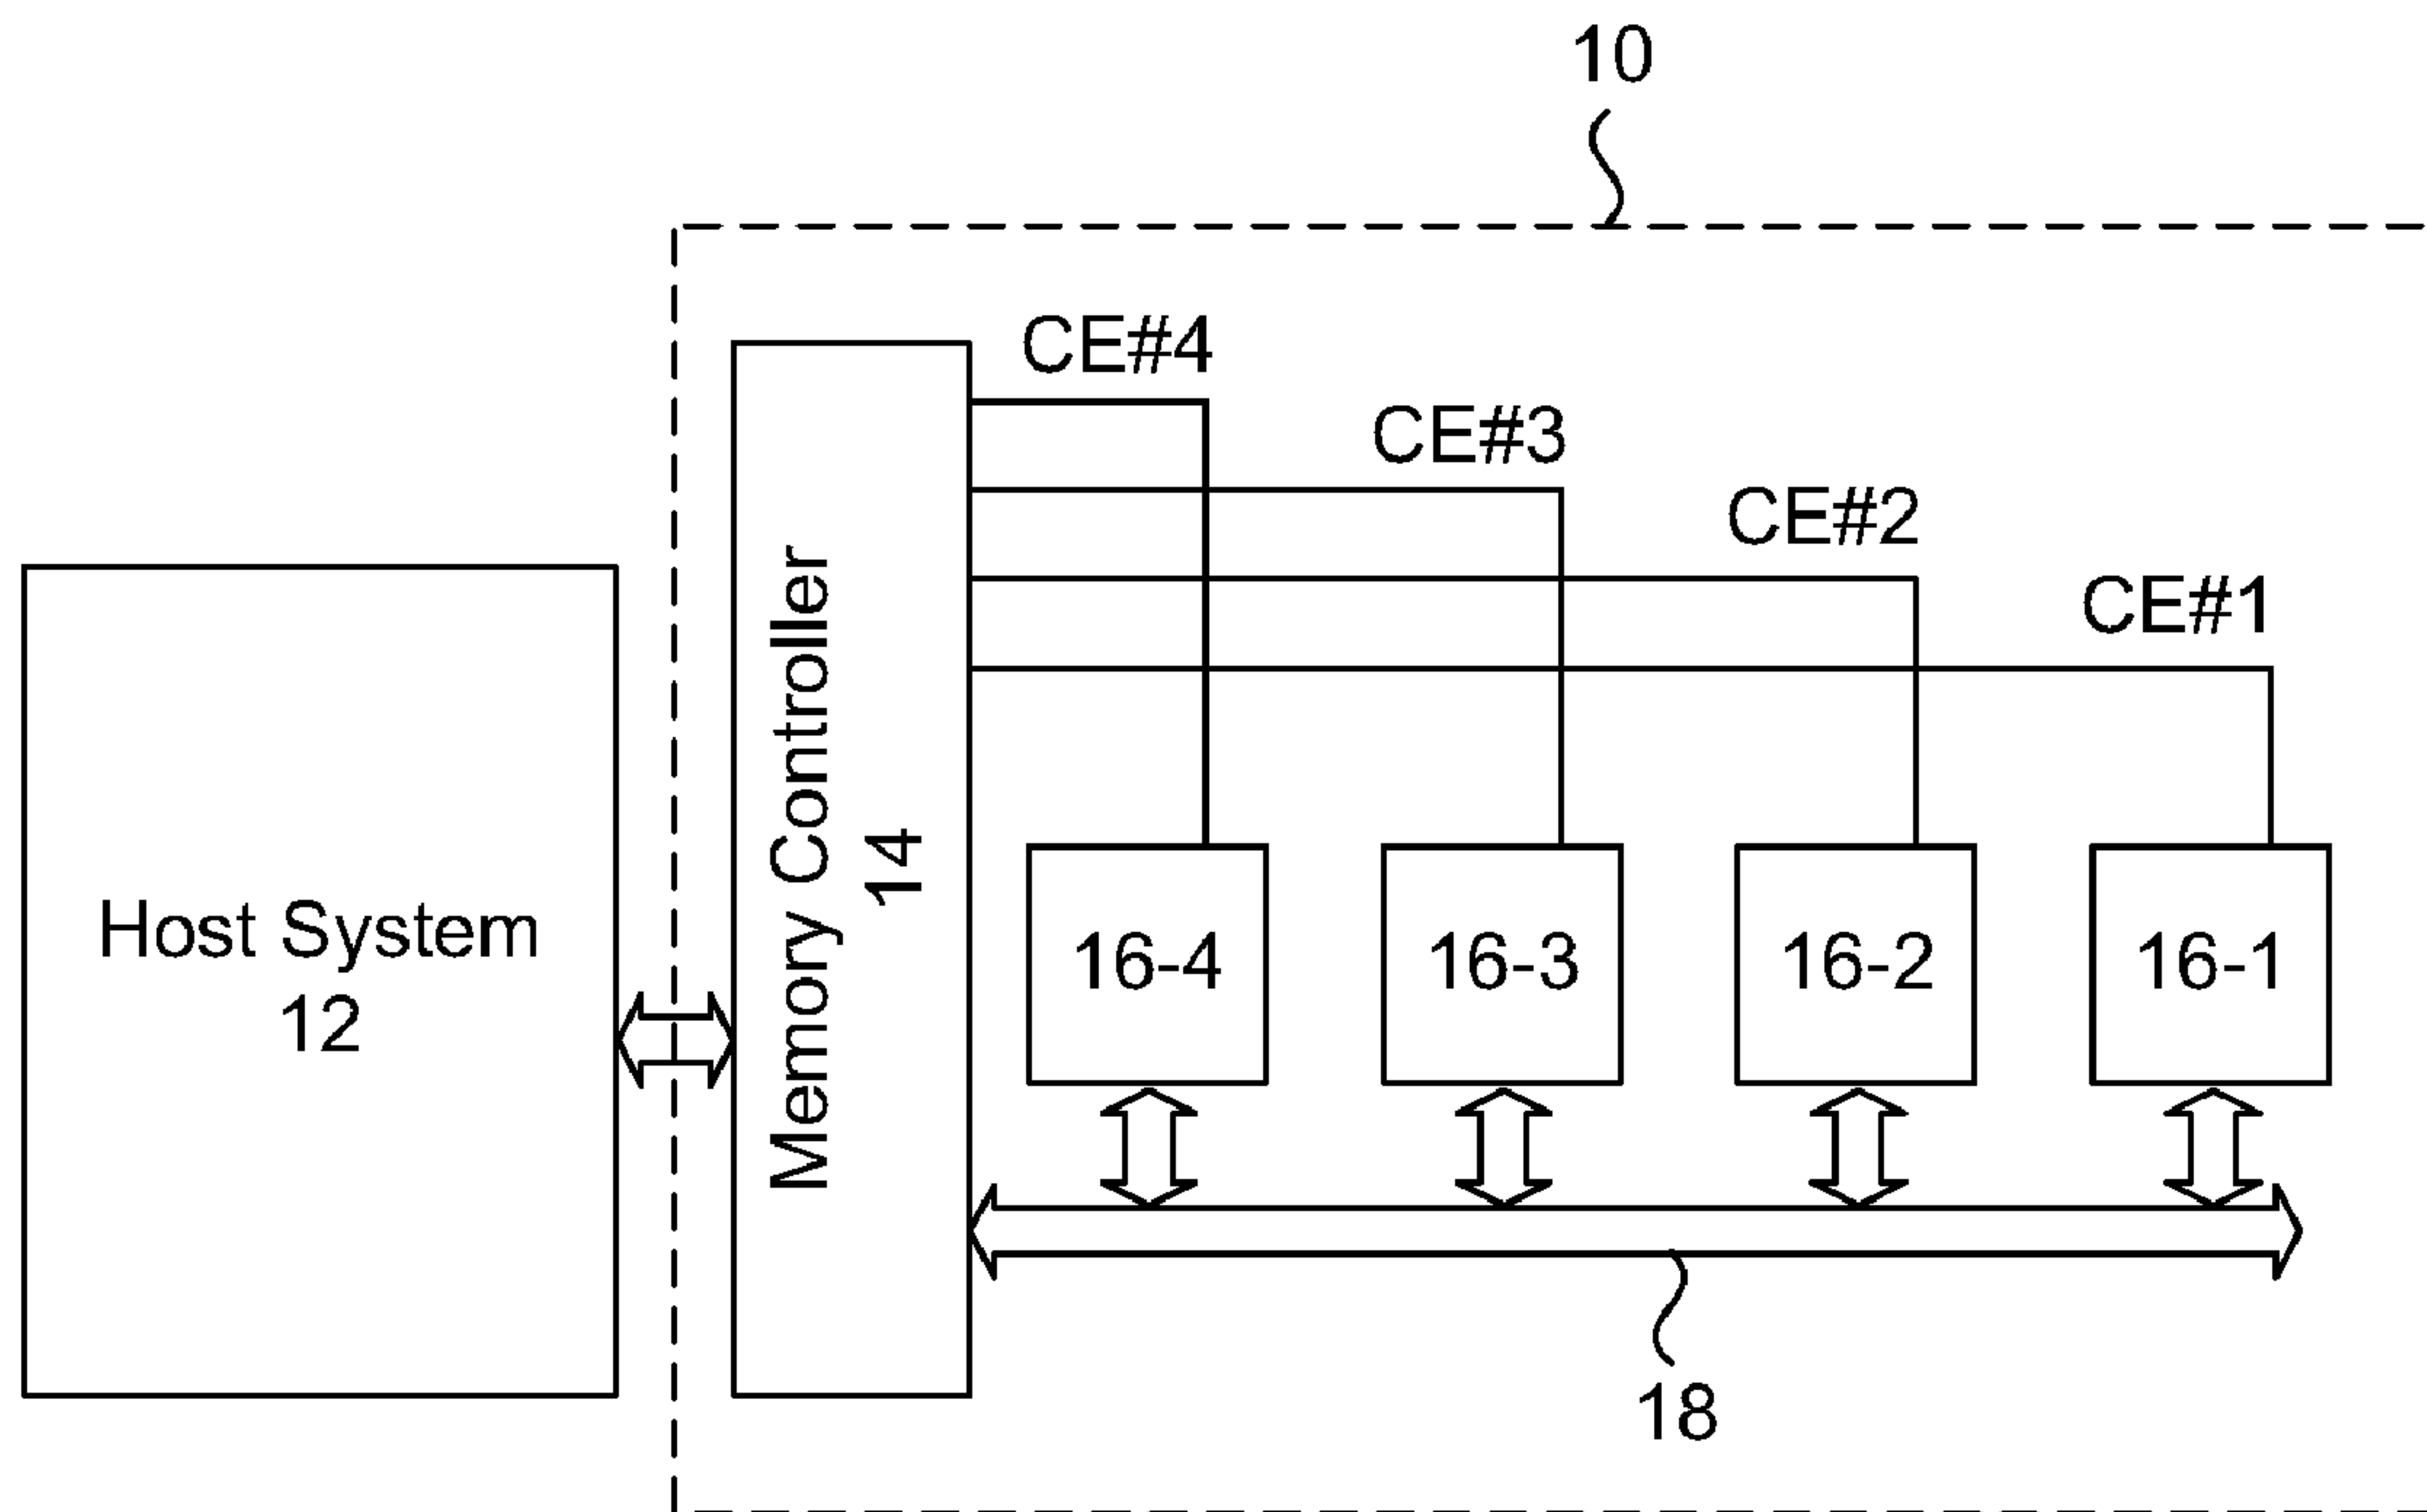 10
CE#4
CE#3
CE#2
CE#1
Host System
12
Memory Controller
14
16-4
16-3
16-2
16-1
18